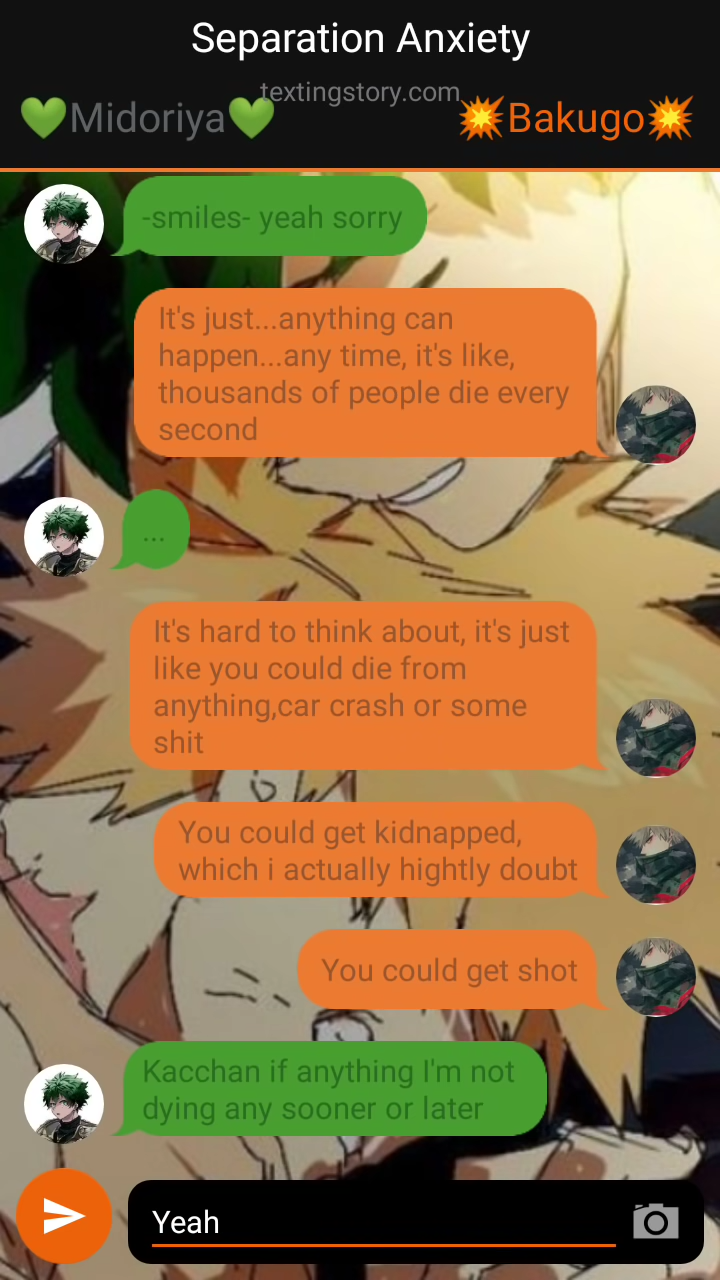 Separation Anxiety
textingstory.com
💚Midoriya💚
💥Bakugo💥
-smiles- yeah sorry
It's just...anything can
happen...any time, it's like,
thousands of people die every
second
...
It's hard to think about, it's just
like you could die from
anything,car crash or some
shit
You could get kidnapped,
which i actually hightly doubt
You could get shot
Kacchan if anything I'm not
dying any sooner or later
Yeah